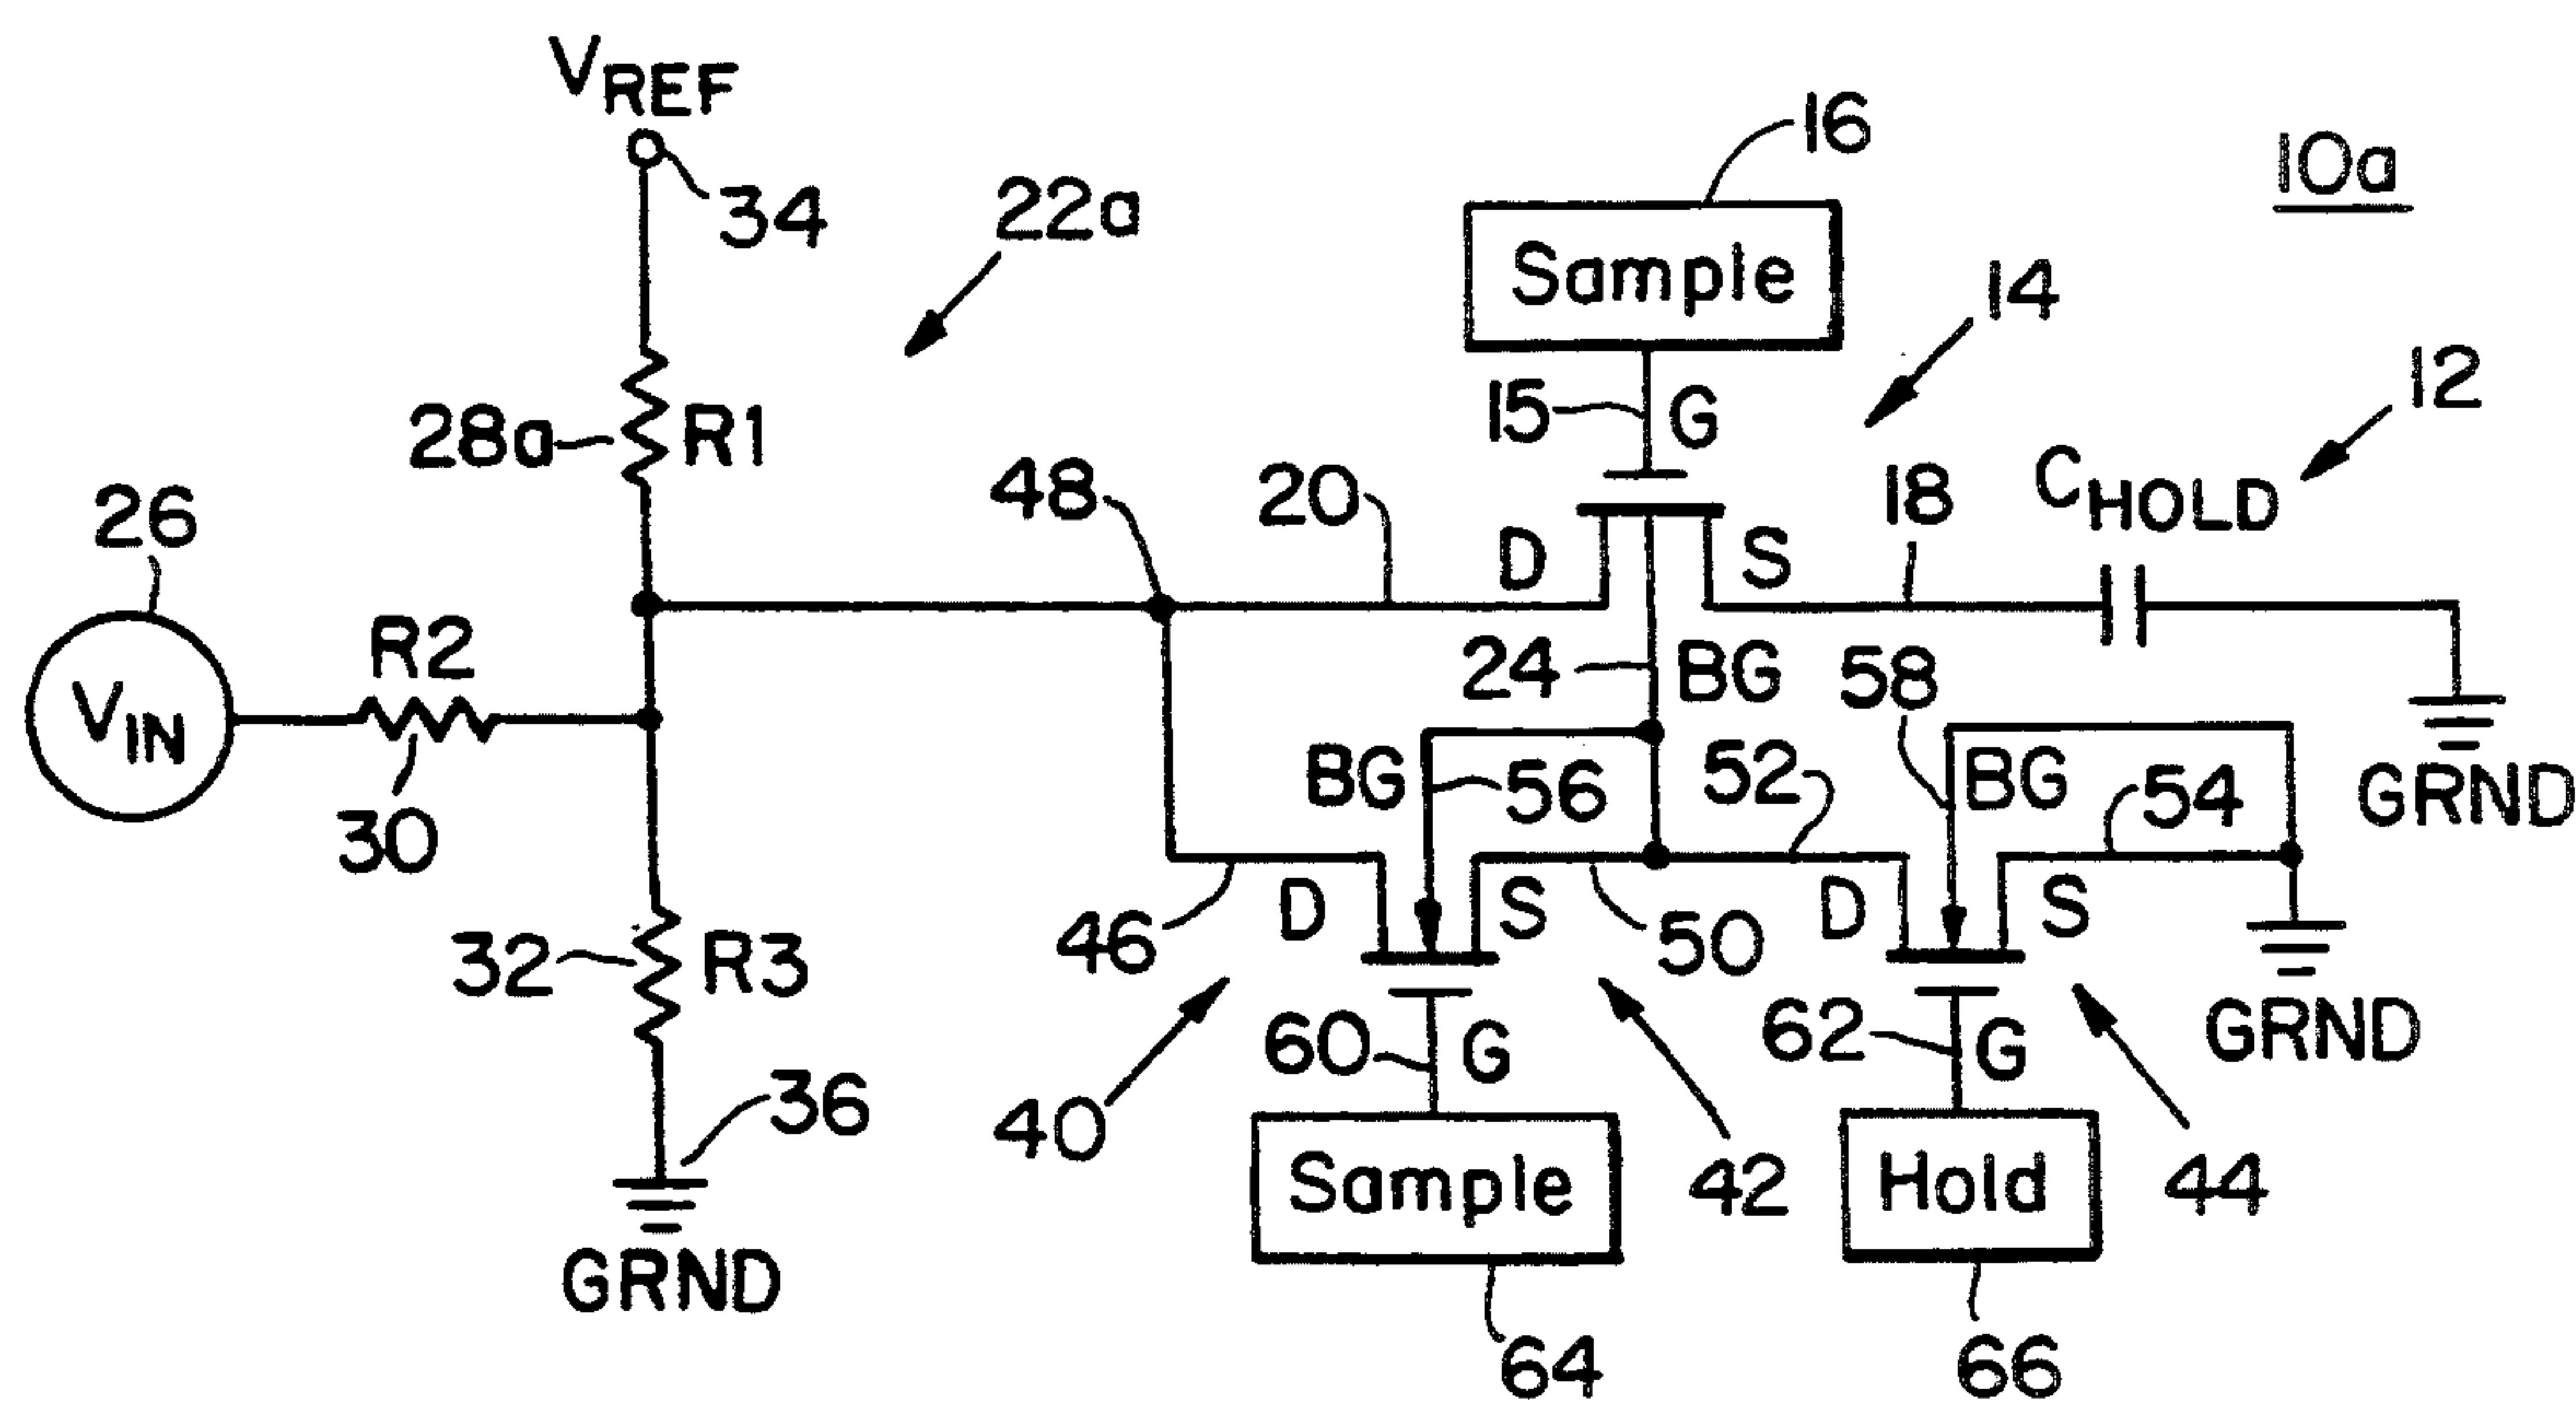 VREF
34
22a
16
10a
Sample
14
12
28a
R1
15
G
48
20
18
CHOLD
26
D
S
R2
VIN
24
BG
58
30
BG
56
52
BG
54
GRND
46
D
S
50
D
S
32
R3
60
G
62
G
GRND
36
40
Sample
42
Hold
44
GRND
64
66